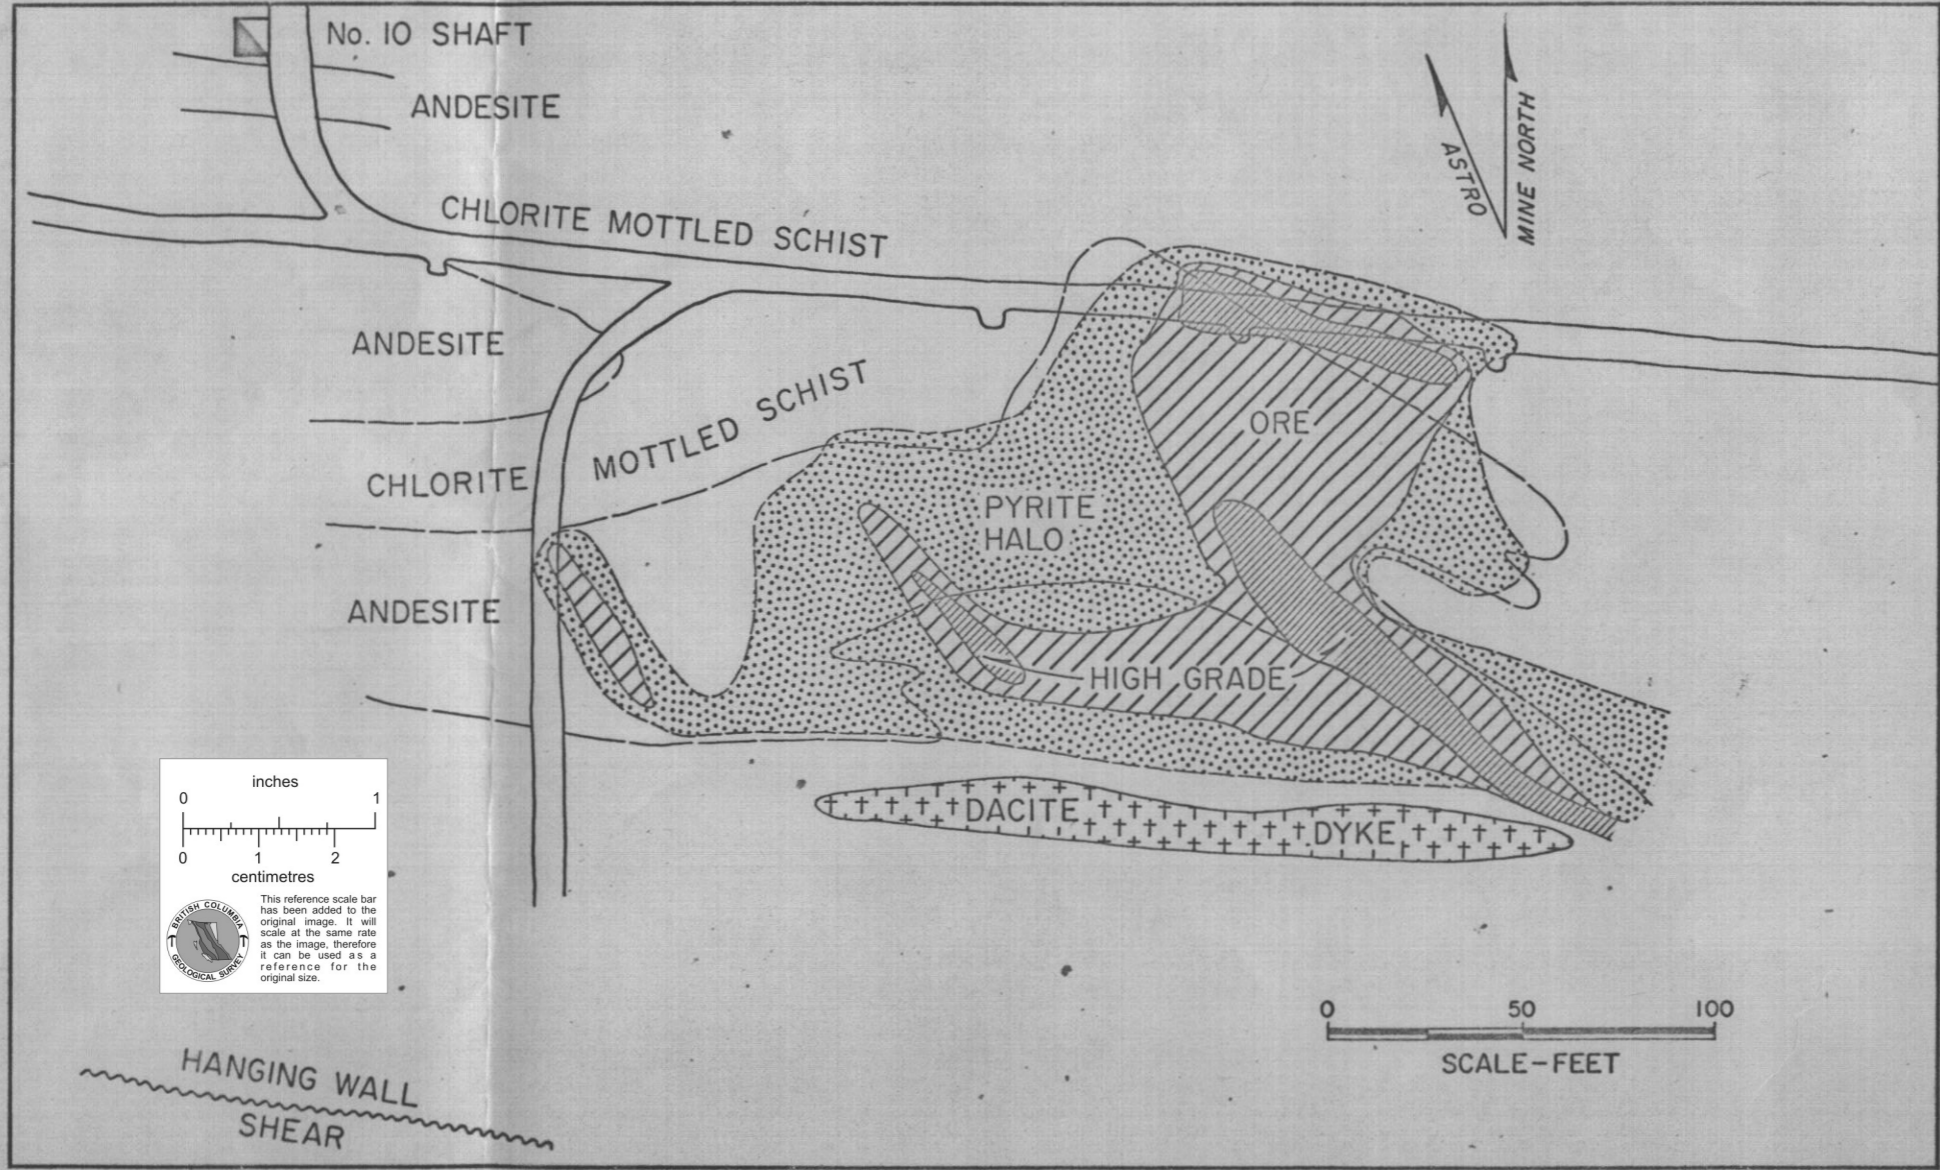 No. 10 SHAFT
ANDESITE
ASTRO
MINE NORTH
CHLORITE MOTTLED SCHIST
ANDESITE
MOTTLED SCHIST
ORE
CHLORITE
PYRITE
HALO
ANDESITE
HIGH GRADE
DACITE DYKE
inches
0 1
0 1 2
centimetres
This reference scale bar
has been added to the
original image. It will
scale at the same rate
as the image, therefore
it can be used as a
reference for the
original size.
BRITISH COLUMBIA
GEOLOGICAL SURVEY
0 50 100
SCALE-FEET
HANGING WALL
SHEAR